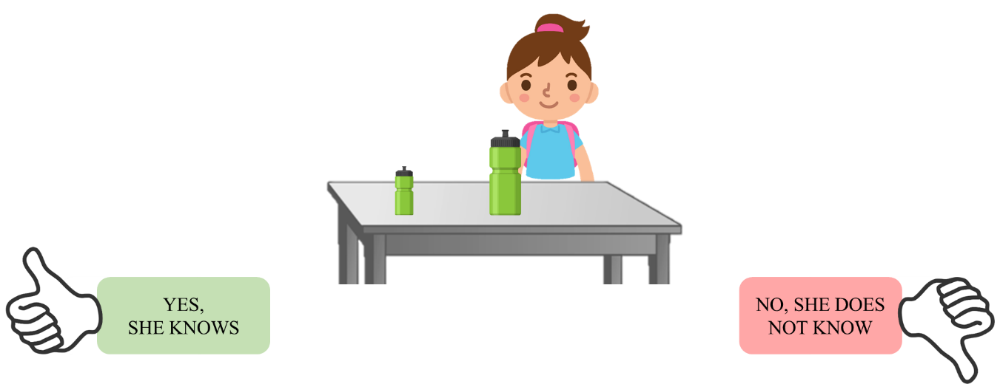 YES,
SHE KNOWS
NO, SHE DOES
NOT KNOW